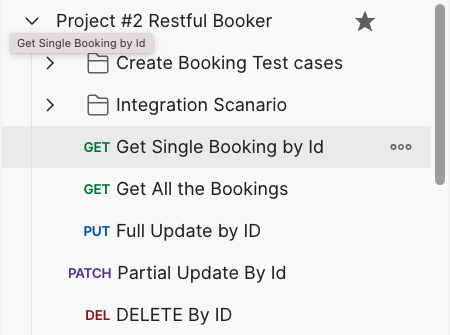 Project #2 Restful Booker
Get Single Booking by Id
Create Booking Test cases
Integration Scanario
GET Get Single Booking by Id
GET Get All the Bookings
PUT Full Update by ID
PATCH Partial Update By Id
DEL DELETE By ID